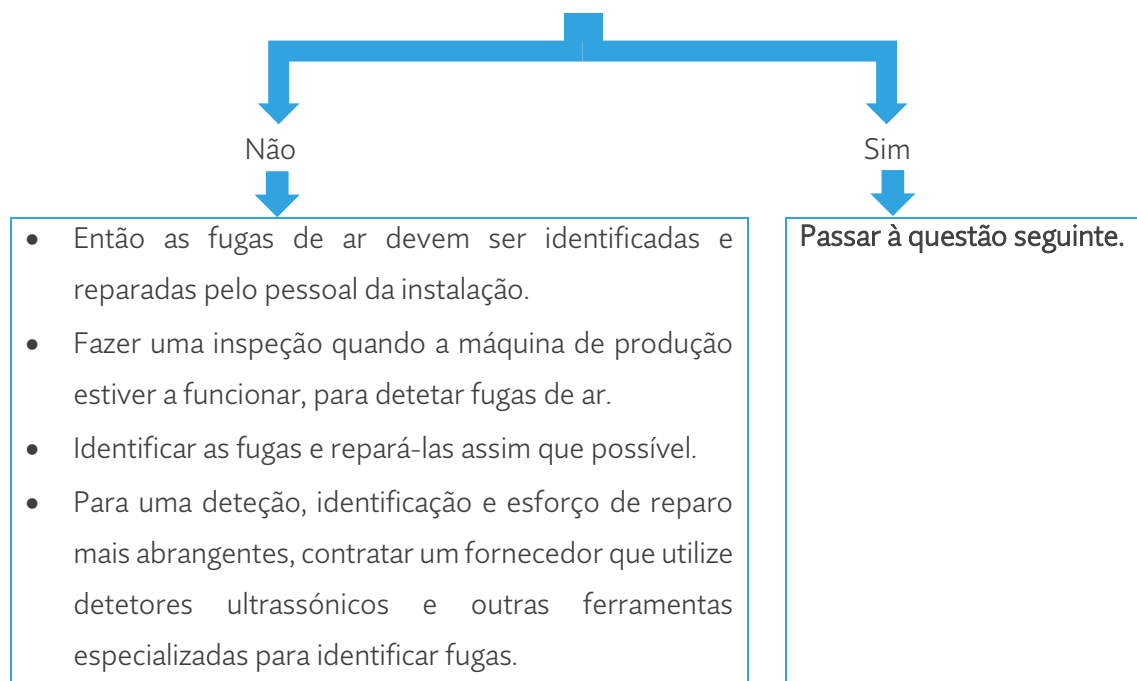 Não
Sim
• Então as fugas de ar devem ser identificadas e
reparadas pelo pessoal da instalação.
• Fazer uma inspeção quando a máquina de produção
estiver a funcionar, para detetar fugas de ar.
• Identificar as fugas e repará-las assim que possível.
• Para uma deteção, identificação e esforço de reparo
mais abrangentes, contratar um fornecedor que utilize
detetores ultrassónicos e outras ferramentas
especializadas para identificar fugas.
Passar à questão seguinte.